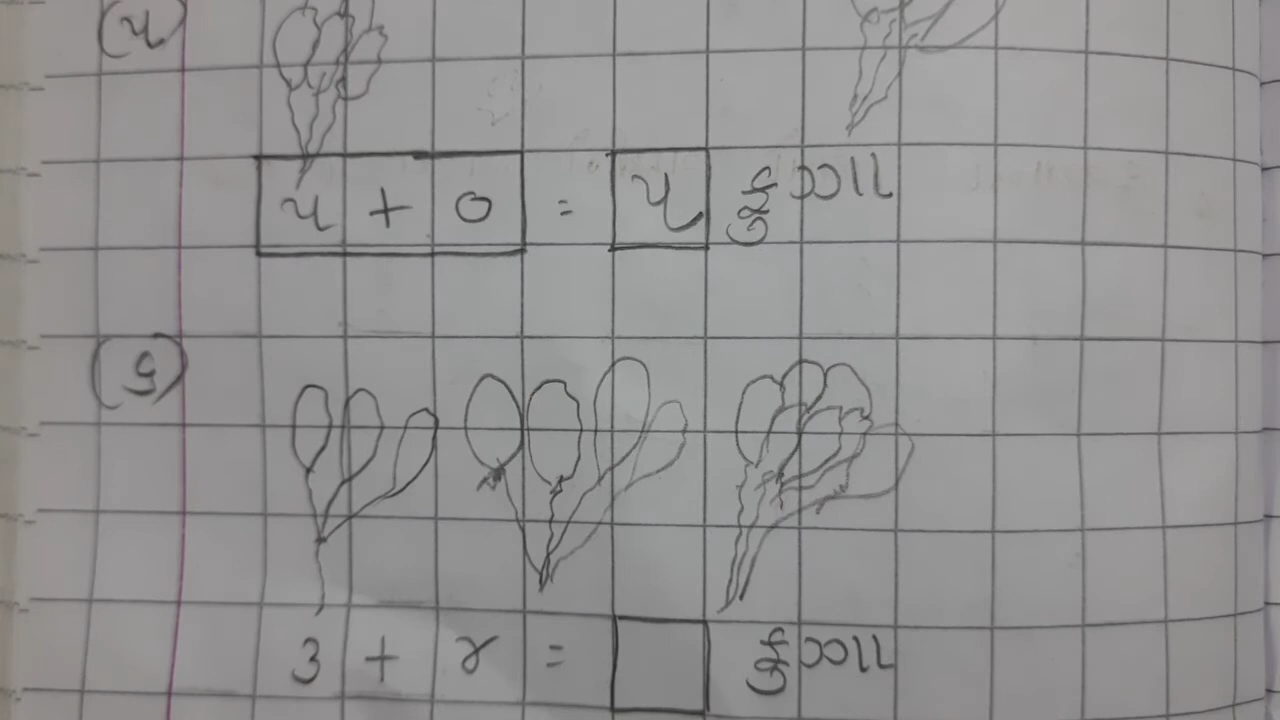 (૫)
૫ + ૦ = ૫ ફુગ્ગા
(૬)
૩ + ૪ = ફુગ્ગા